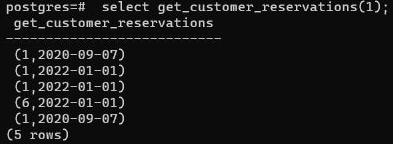 postgres=#  select get_customer_reservations(1);
 get_customer_reservations
---------------------------
 (1,2020-09-07)
 (1,2022-01-01)
 (1,2022-01-01)
 (6,2022-01-01)
 (1,2020-09-07)
(5 rows)